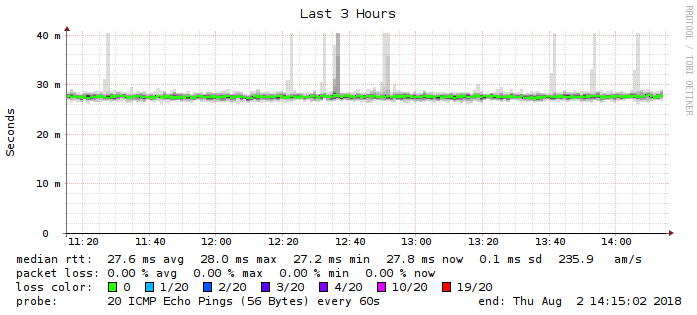 Last 3 Hours
RRDTOOL / TOBI OETIKER
Seconds
40 m
30 m
20 m
10 m
0
11:20 11:40 12:00 12:20 12:40 13:00 13:20 13:40 14:00
median rtt: 27.6 ms avg 28.0 ms max 27.2 ms min 27.8 ms now 0.1 ms sd 235.9 am/s
packet loss: 0.00 % avg 0.00 % max 0.00 % min 0.00 % now
loss color: 0 1/20 2/20 3/20 4/20 10/20 19/20
probe: 20 ICMP Echo Pings (56 Bytes) every 60s end: Thu Aug 2 14:15:02 2018